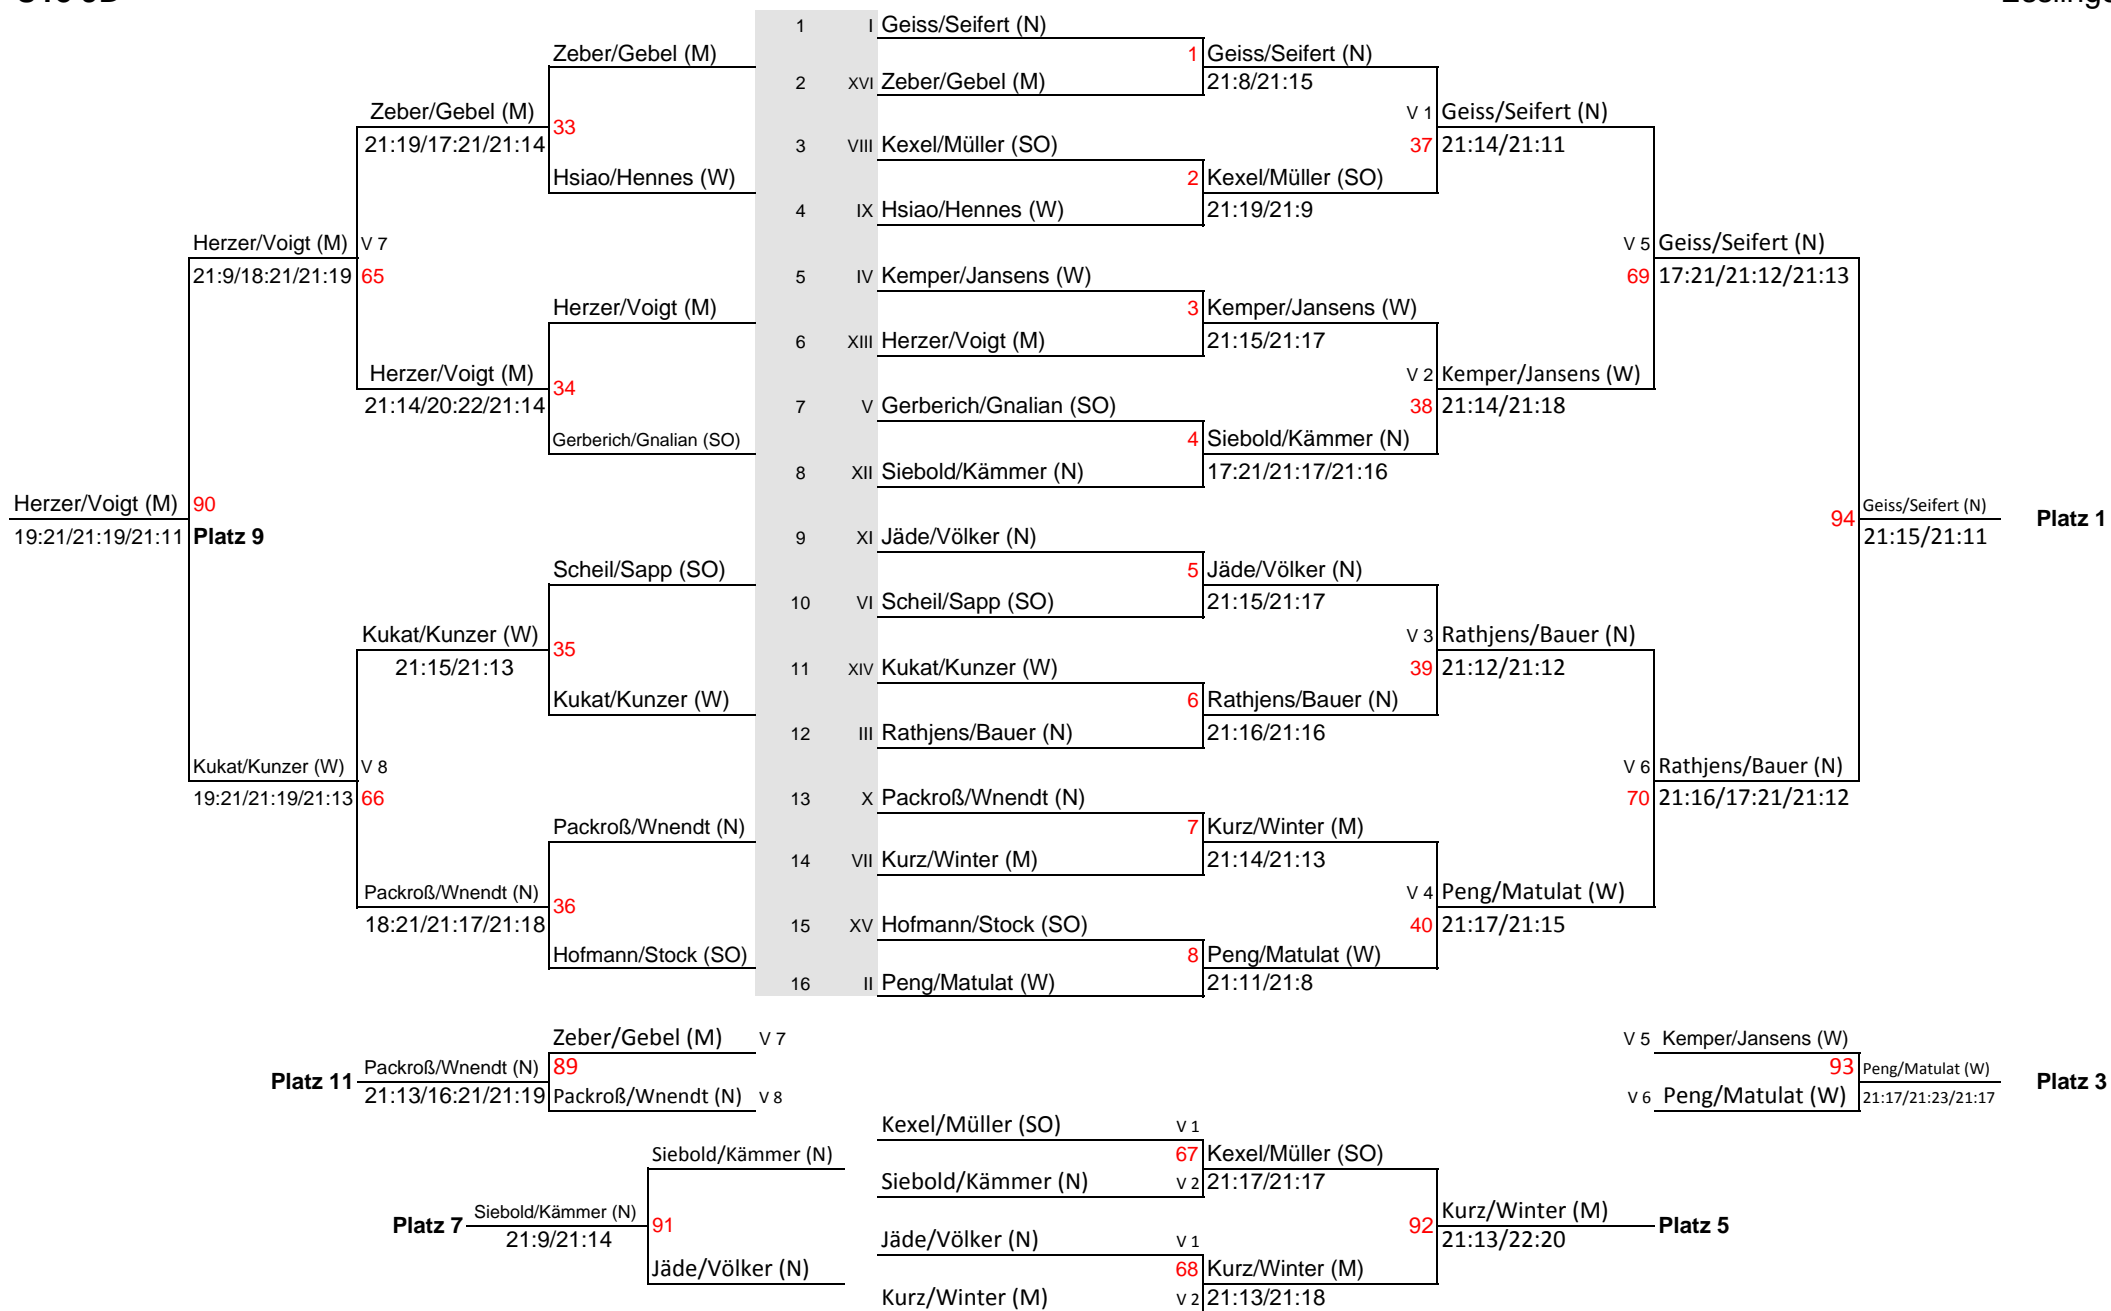 1 I Geiss/Seifert (N)
Zeber/Gebel (M) 1 Geiss/Seifert (N)
2 XVI Zeber/Gebel (M) 21:8/21:15
Zeber/Gebel (M) 33 V 1 Geiss/Seifert (N)
21:19/17:21/21:14 3 VIII Kexel/Müller (SO) 37 21:14/21:11
Hsiao/Hennes (W) 2 Kexel/Müller (SO)
4 IX Hsiao/Hennes (W) 21:19/21:9
Herzer/Voigt (M) V 7 V 5 Geiss/Seifert (N)
21:9/18:21/21:19 65 5 IV Kemper/Jansens (W) 69 17:21/21:12/21:13
Herzer/Voigt (M) 3 Kemper/Jansens (W)
6 XIII Herzer/Voigt (M) 21:15/21:17
Herzer/Voigt (M) 34 V 2 Kemper/Jansens (W)
21:14/20:22/21:14 7 V Gerberich/Gnalian (SO) 38 21:14/21:18
Gerberich/Gnalian (SO) 4 Siebold/Kämmer (N)
8 XII Siebold/Kämmer (N) 17:21/21:17/21:16
Herzer/Voigt (M) 90 94 Geiss/Seifert (N) Platz 1
19:21/21:19/21:11 Platz 9 9 XI Jäde/Völker (N) 21:15/21:11
Scheil/Sapp (SO) 5 Jäde/Völker (N)
10 VI Scheil/Sapp (SO) 21:15/21:17
Kukat/Kunzer (W) 35 V 3 Rathjens/Bauer (N)
21:15/21:13 11 XIV Kukat/Kunzer (W) 39 21:12/21:12
Kukat/Kunzer (W) 6 Rathjens/Bauer (N)
12 III Rathjens/Bauer (N) 21:16/21:16
Kukat/Kunzer (W) V 8 V 6 Rathjens/Bauer (N)
19:21/21:19/21:13 66 13 X Packroß/Wnendt (N) 70 21:16/17:21/21:12
Packroß/Wnendt (N) 7 Kurz/Winter (M)
14 VII Kurz/Winter (M) 21:14/21:13
Packroß/Wnendt (N) 36 V 4 Peng/Matulat (W)
18:21/21:17/21:18 15 XV Hofmann/Stock (SO) 40 21:17/21:15
Hofmann/Stock (SO) 8 Peng/Matulat (W)
16 II Peng/Matulat (W) 21:11/21:8
Zeber/Gebel (M) V 7 V 5 Kemper/Jansens (W)
Platz 11 Packroß/Wnendt (N) 89 93 Peng/Matulat (W) Platz 3
21:13/16:21/21:19 Packroß/Wnendt (N) V 8 V 6 Peng/Matulat (W) 21:17/21:23/21:17
Kexel/Müller (SO) V 1
Siebold/Kämmer (N) 67 Kexel/Müller (SO)
Siebold/Kämmer (N) V 2 21:17/21:17
Platz 7 Siebold/Kämmer (N) 91 92 Kurz/Winter (M) Platz 5
21:9/21:14 Jäde/Völker (N) V 1 21:13/22:20
Jäde/Völker (N) 68 Kurz/Winter (M)
Kurz/Winter (M) V 2 21:13/21:18